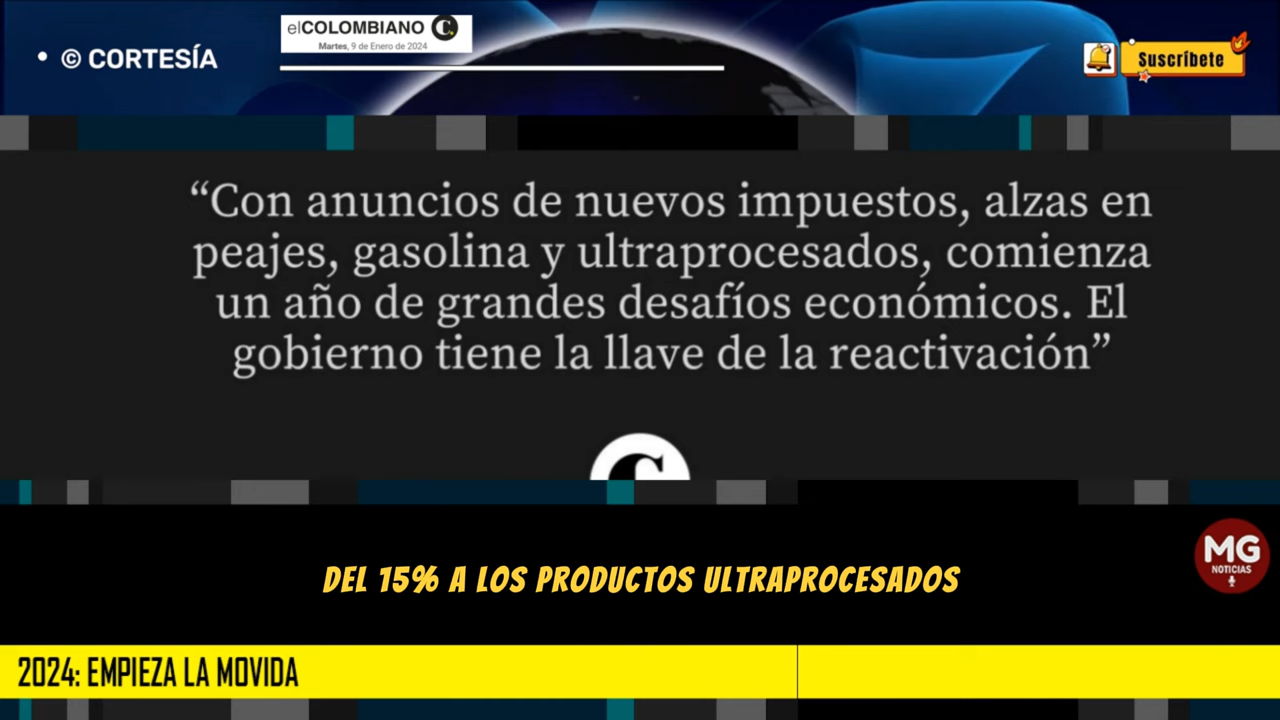 elCOLOMBIANO C
Martes, 9 de Enero de 2024
• © CORTESÍA
Suscríbete
“Con anuncios de nuevos impuestos, alzas en
peajes, gasolina y ultraprocesados, comienza
un año de grandes desafíos económicos. El
gobierno tiene la llave de la reactivación”
C
DEL 15% A LOS PRODUCTOS ULTRAPROCESADOS
MG
NOTICIAS
2024: EMPIEZA LA MOVIDA